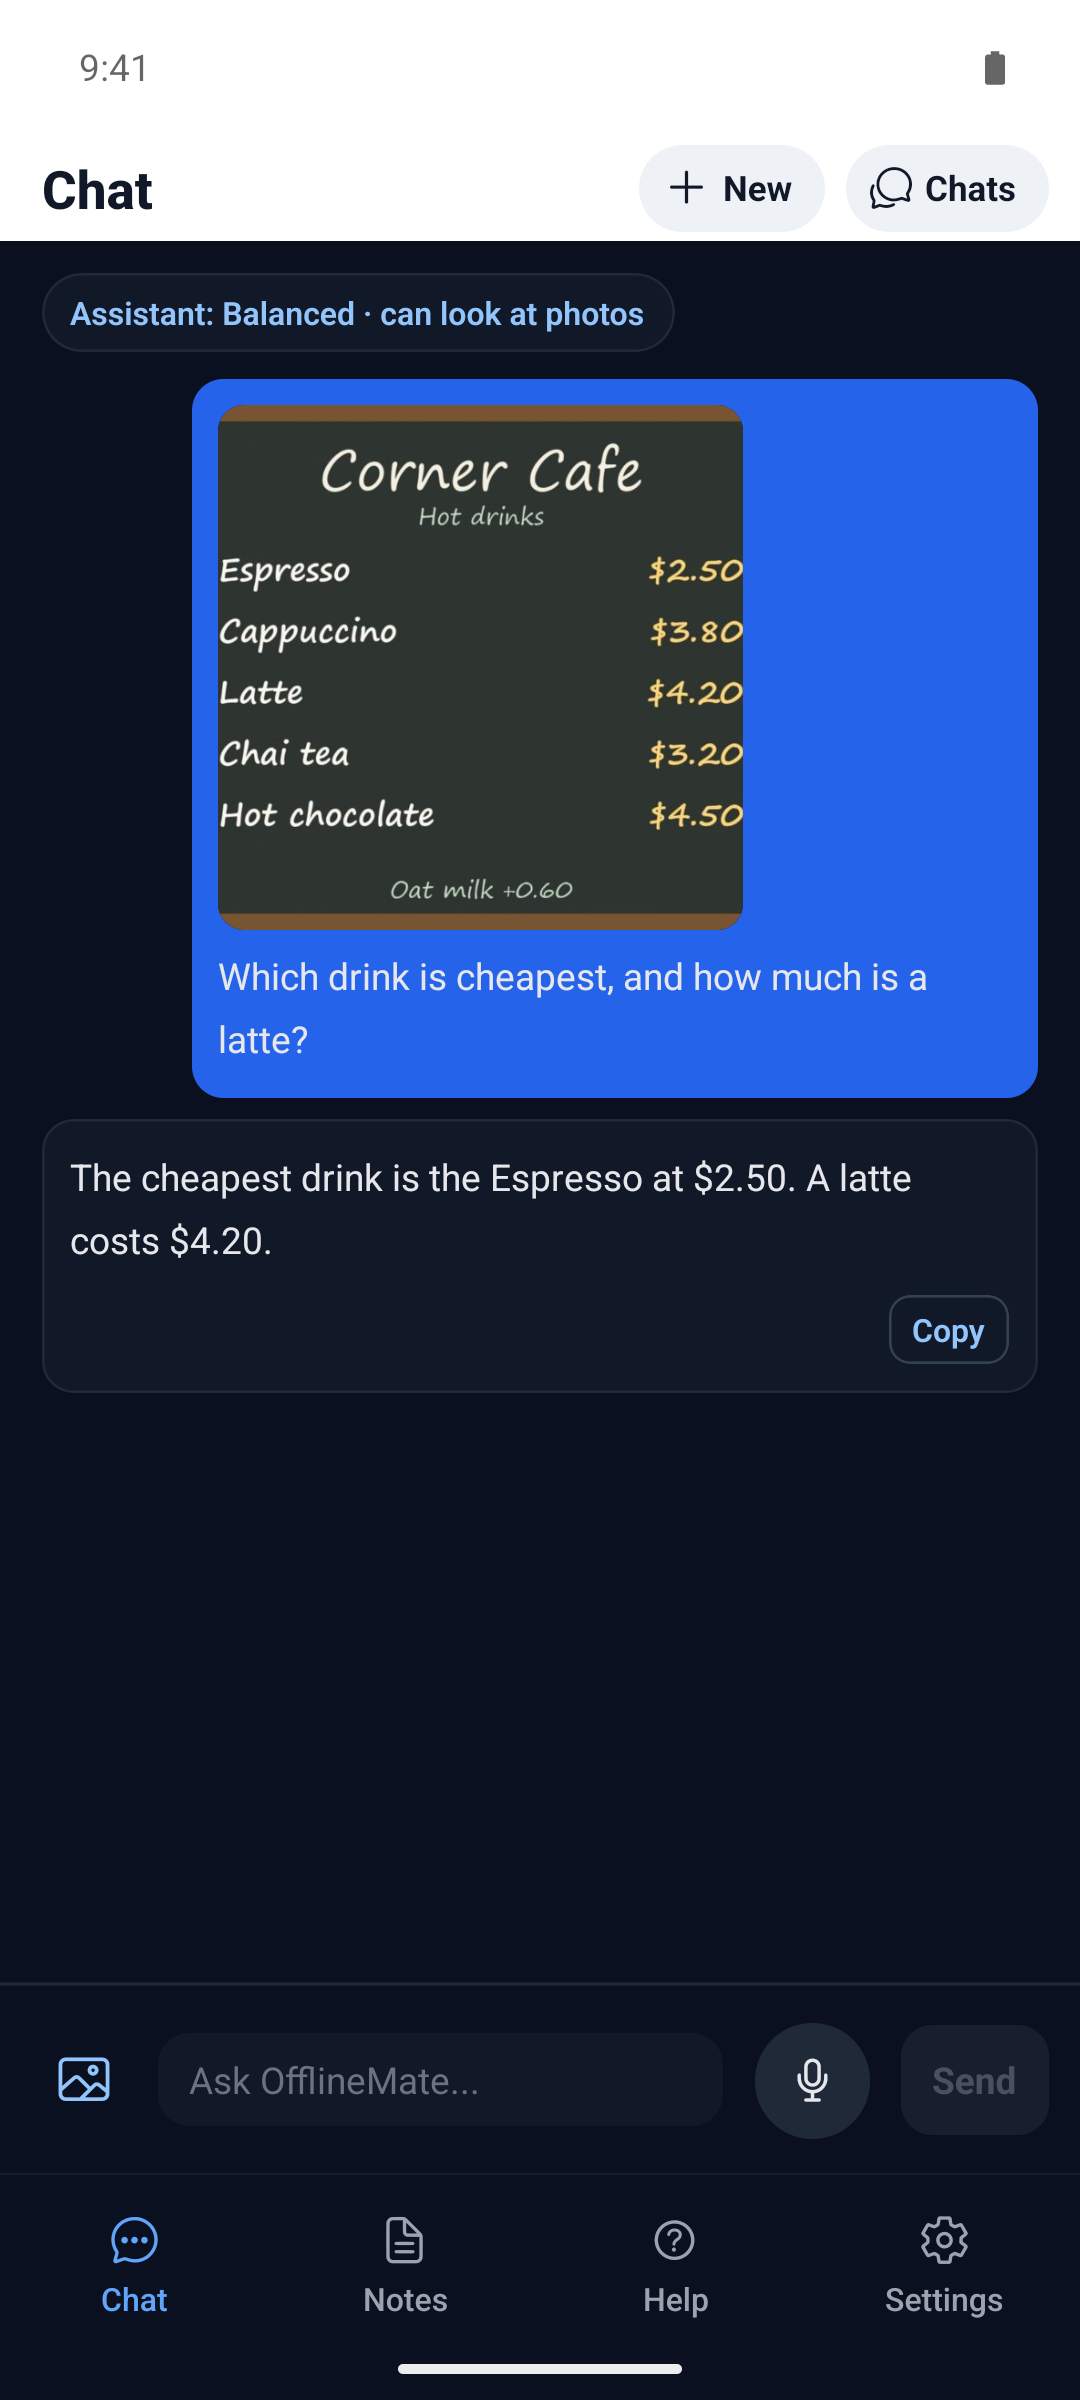 9:41
Chat
New
Chats
Assistant: Balanced · can look at photos
Corner Cafe
Hot drinks
Espresso $2.50
Cappuccino $3.80
Latte $4.20
Chai tea $3.20
Hot chocolate $4.50
Oat milk +0.60
Which drink is cheapest, and how much is a
latte?
The cheapest drink is the Espresso at $2.50. A latte
costs $4.20.
Copy
Ask OfflineMate...
Send
Chat
Notes
Help
Settings